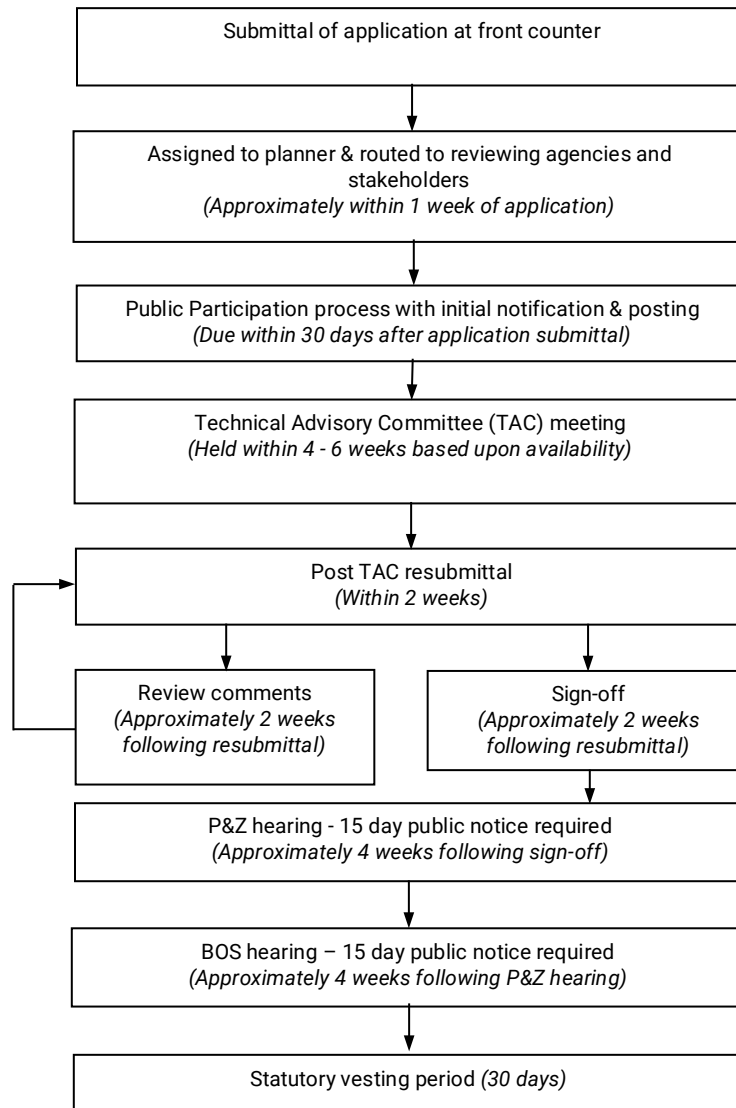 Submittal of application at front counter
Assigned to planner & routed to reviewing agencies and
stakeholders
(Approximately within 1 week of application)
Public Participation process with initial notification & posting
(Due within 30 days after application submittal)
Technical Advisory Committee (TAC) meeting
(Held within 4 - 6 weeks based upon availability)
Post TAC resubmittal
(Within 2 weeks)
Review comments
(Approximately 2 weeks
following resubmittal)
Sign-off
(Approximately 2 weeks
following resubmittal)
P&Z hearing - 15 day public notice required
(Approximately 4 weeks following sign-off)
BOS hearing – 15 day public notice required
(Approximately 4 weeks following P&Z hearing)
Statutory vesting period (30 days)